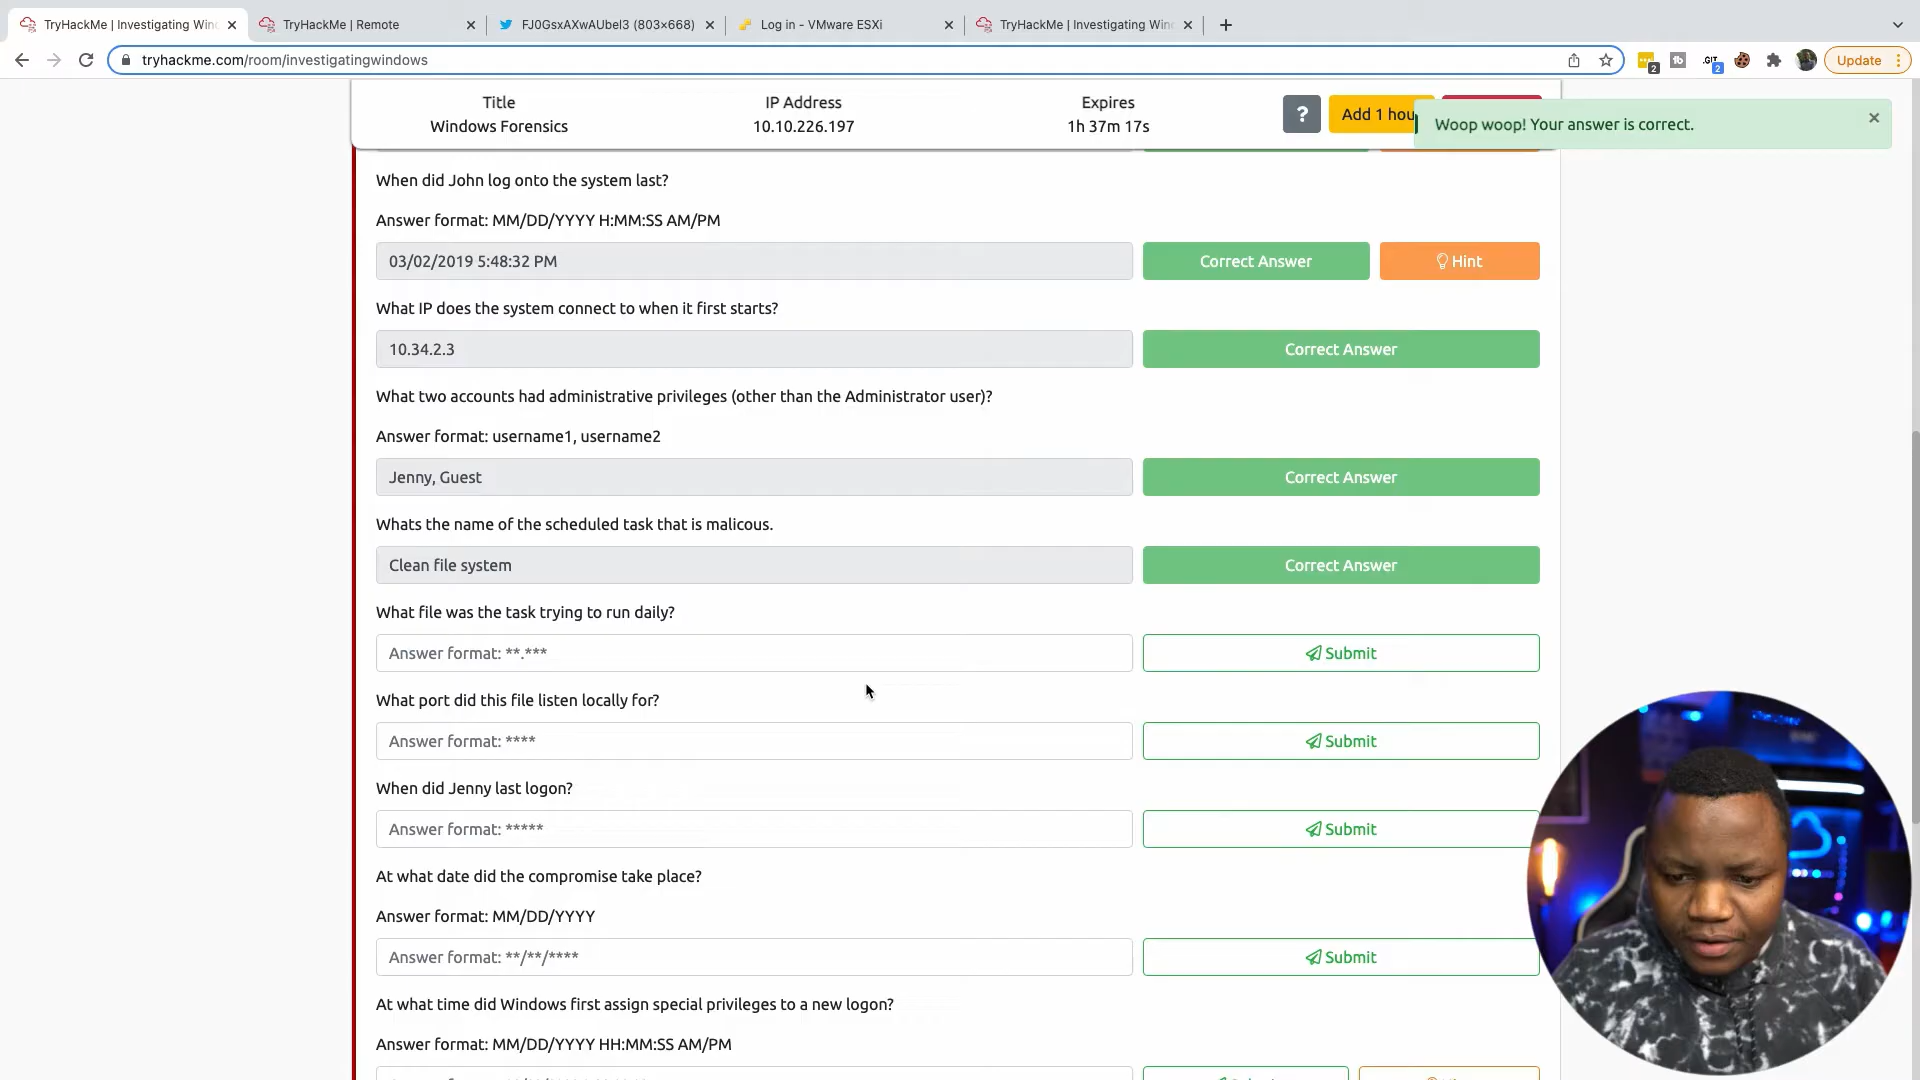 TryHackMe | Investigating Win
TryHackMe | Remote
FJ0GsxAXwAUbeI3 (803×668)
Log in - VMware ESXi
TryHackMe | Investigating Win
tryhackme.com/room/investigatingwindows
2
.GIT
2
Update
Title
Windows Forensics
IP Address
10.10.226.197
Expires
1h 37m 17s
?
Add 1 hou
Woop woop! Your answer is correct.
When did John log onto the system last?
Answer format: MM/DD/YYYY H:MM:SS AM/PM
03/02/2019 5:48:32 PM
Correct Answer
Hint
What IP does the system connect to when it first starts?
10.34.2.3
Correct Answer
What two accounts had administrative privileges (other than the Administrator user)?
Answer format: username1, username2
Jenny, Guest
Correct Answer
Whats the name of the scheduled task that is malicous.
Clean file system
Correct Answer
What file was the task trying to run daily?
Answer format: **.***
Submit
What port did this file listen locally for?
Answer format: ****
Submit
When did Jenny last logon?
Answer format: *****
Submit
At what date did the compromise take place?
Answer format: MM/DD/YYYY
Answer format: **/**/****
Submit
At what time did Windows first assign special privileges to a new logon?
Answer format: MM/DD/YYYY HH:MM:SS AM/PM